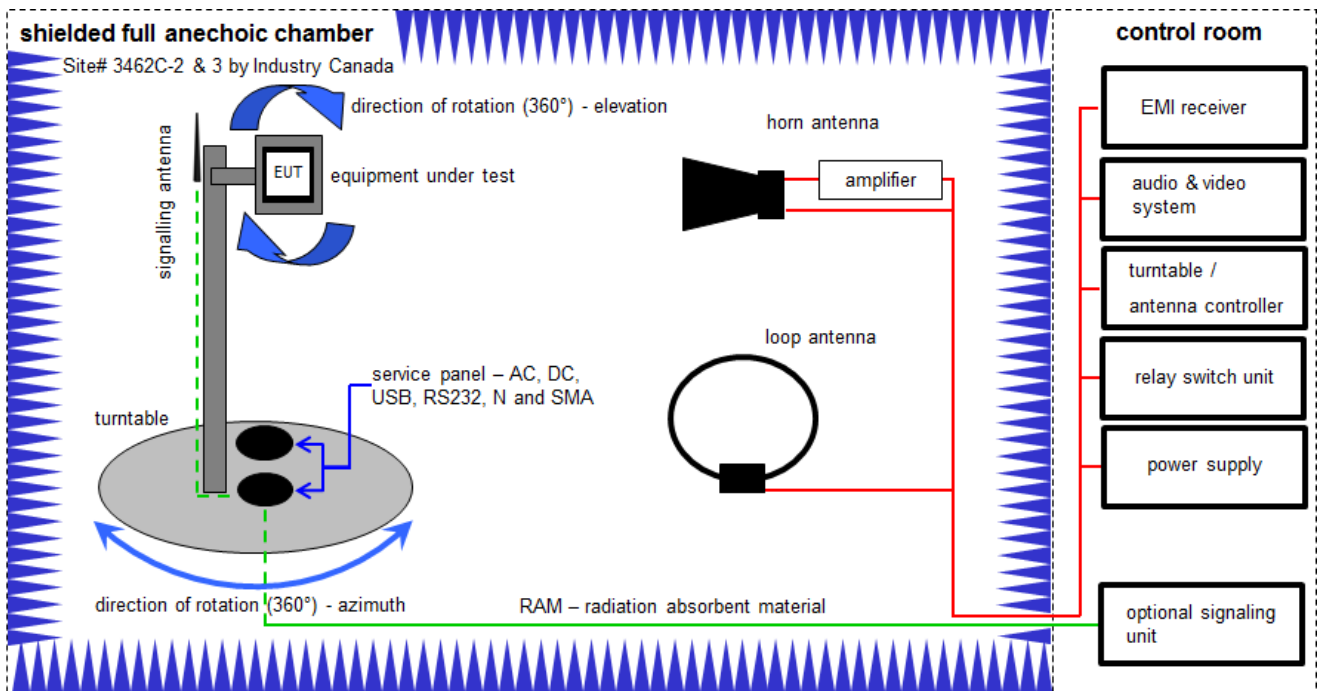 shielded full anechoic chamber
Site# 3462C-2 & 3 by Industry Canada
direction of rotation (360°) - elevation
signalling antenna
EUT
equipment under test
horn antenna
amplifier
loop antenna
service panel – AC, DC,
USB, RS232, N and SMA
turntable
direction of rotation (360°) - azimuth
RAM – radiation absorbent material
control room
EMI receiver
audio & video
system
turntable /
antenna controller
relay switch unit
power supply
optional signaling
unit